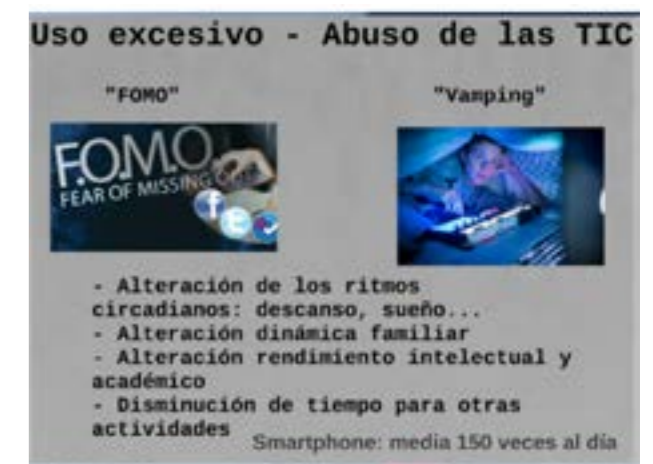 Uso excesivo - Abuso de las TIC
"FOMO"
"Vamping"
F.O.M.O.
FEAR OF MISSING
- Alteración de los ritmos
circadianos: descanso, sueño...
- Alteración dinámica familiar
- Alteración rendimiento intelectual y
académico
- Disminución de tiempo para otras
actividades
Smartphone: media 150 veces al día